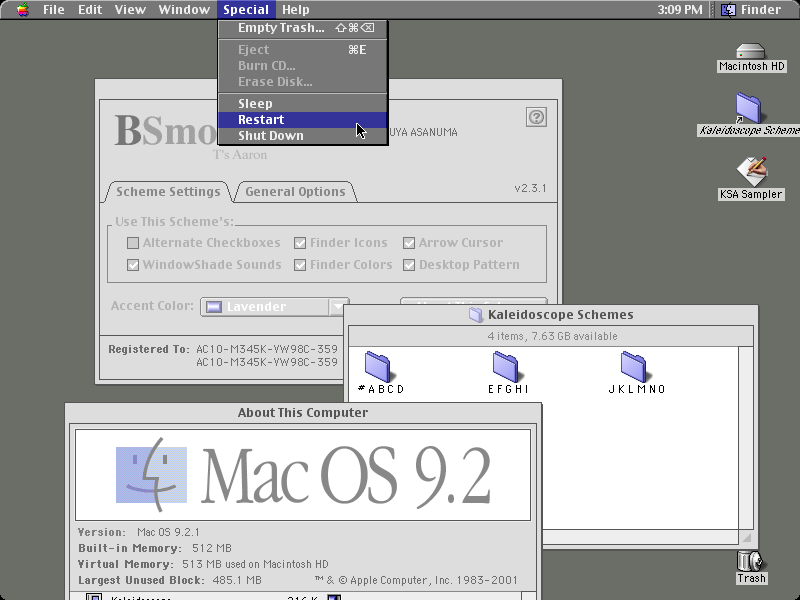 File Edit View Window Special Help 3:09 PM Finder
Empty Trash... ⇧⌘⌫
Eject ⌘E
Burn CD...
Erase Disk...
Sleep
Restart
Shut Down
Macintosh HD
Kaleidoscope Scheme
KSA Sampler
BSmo
UYA ASANUMA
T's Aaron
Scheme Settings General Options v2.3.1
Use This Scheme's:
Alternate Checkboxes Finder Icons Arrow Cursor
WindowShade Sounds Finder Colors Desktop Pattern
Accent Color: Lavender
Registered To: AC10-M345K-VW98C-359
AC10-M345K-VW98C-359
Kaleidoscope Schemes
4 items, 7.63 GB available
#ABCD EFGHI JKLMNO
About This Computer
Mac OS 9.2
Version: Mac OS 9.2.1
Built-in Memory: 512 MB
Virtual Memory: 513 MB used on Macintosh HD
Largest Unused Block: 485.1 MB ™ & © Apple Computer, Inc. 1983-2001
Trash